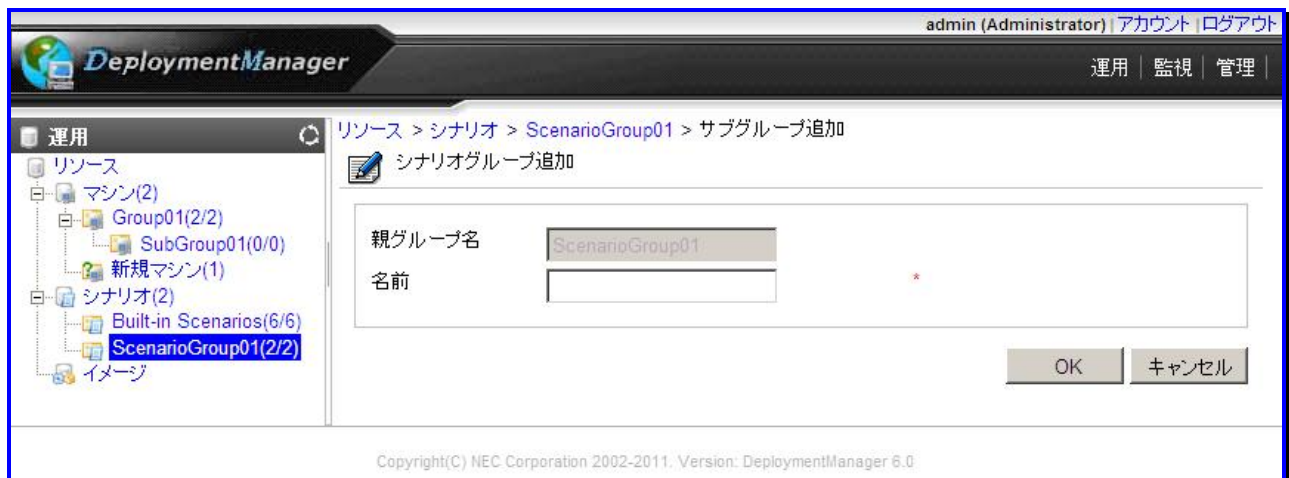 admin (Administrator) | アカウント | ログアウト
DeploymentManager
運用 | 監視 | 管理 |
運用
リソース
マシン(2)
Group01(2/2)
SubGroup01(0/0)
新規マシン(1)
シナリオ(2)
Built-in Scenarios(6/6)
ScenarioGroup01(2/2)
イメージ
リソース > シナリオ > ScenarioGroup01 > サブグループ追加
シナリオグループ追加
親グループ名 ScenarioGroup01
名前 *
OK キャンセル
Copyright(C) NEC Corporation 2002-2011. Version: DeploymentManager 6.0